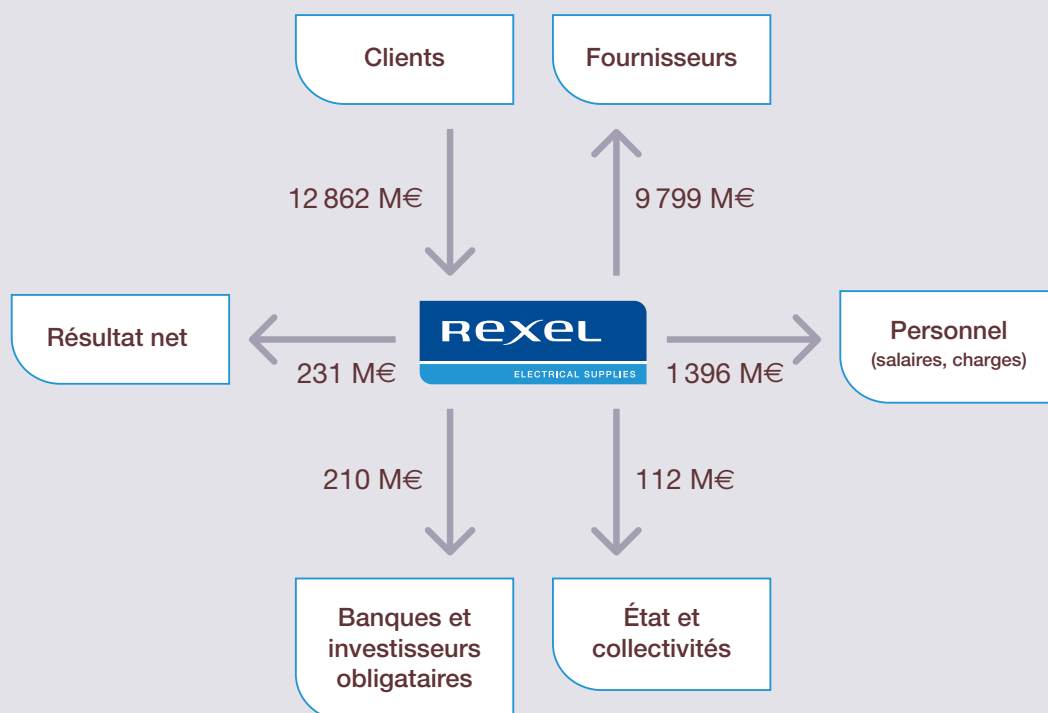 Clients
Fournisseurs
12 862 M€
9 799 M€
Résultat net
REXEL
ELECTRICAL SUPPLIES
Personnel
(salaires, charges)
231 M€
1 396 M€
210 M€
112 M€
Banques et
investisseurs
obligataires
État et
collectivités